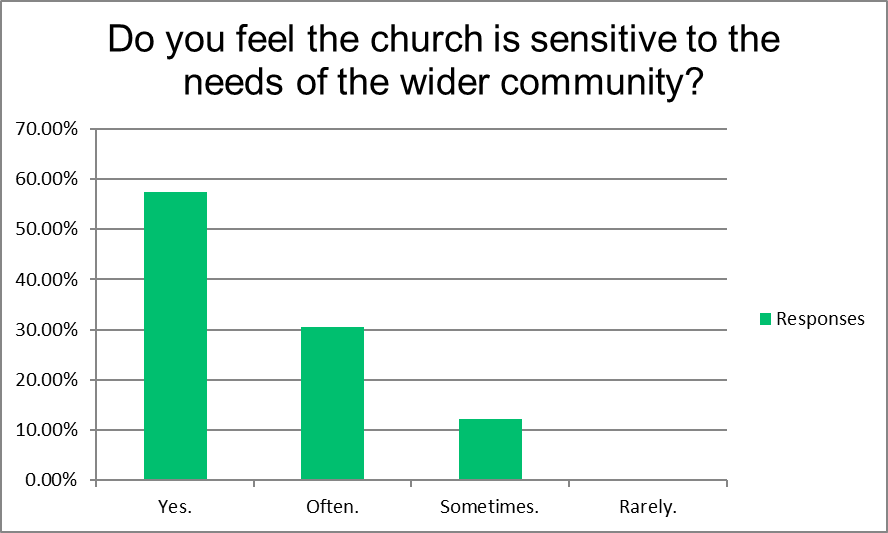 Do you feel the church is sensitive to the
needs of the wider community?
70.00%
60.00%
50.00%
40.00%
30.00%
20.00%
10.00%
0.00%
Yes.
Often.
Sometimes.
Rarely.
Responses